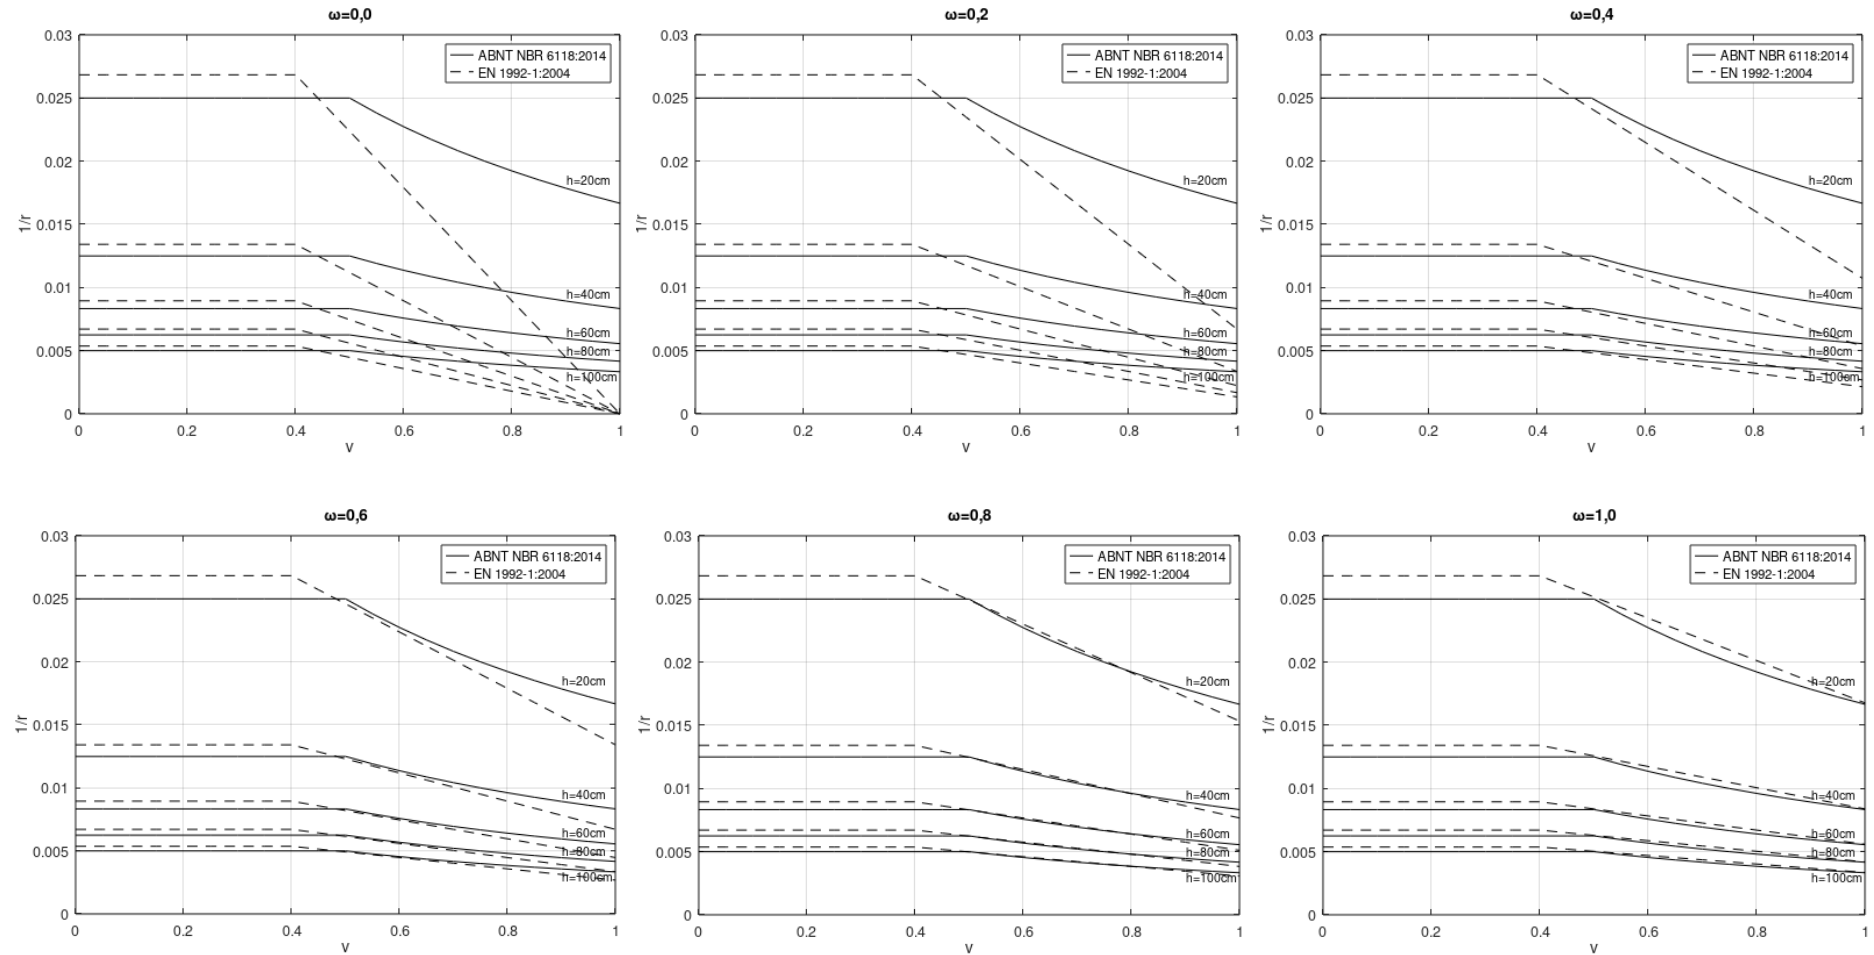 ω=0,0
0.03
0.025
0.02
0.015
0.01
0.005
0
1/r
ABNT NBR 6118:2014
EN 1992-1:2004
h=20cm
h=40cm
h=60cm
h=80cm
h=100cm
0 0.2 0.4 0.6 0.8 1
v
ω=0,2
0.03
0.025
0.02
0.015
0.01
0.005
0
1/r
ABNT NBR 6118:2014
EN 1992-1:2004
h=20cm
h=40cm
h=60cm
h=80cm
h=100cm
0 0.2 0.4 0.6 0.8 1
v
ω=0,4
0.03
0.025
0.02
0.015
0.01
0.005
0
1/r
ABNT NBR 6118:2014
EN 1992-1:2004
h=20cm
h=40cm
h=60cm
h=80cm
h=100cm
0 0.2 0.4 0.6 0.8 1
v
ω=0,6
0.03
0.025
0.02
0.015
0.01
0.005
0
1/r
ABNT NBR 6118:2014
EN 1992-1:2004
h=20cm
h=40cm
h=60cm
h=80cm
h=100cm
0 0.2 0.4 0.6 0.8 1
v
ω=0,8
0.03
0.025
0.02
0.015
0.01
0.005
0
1/r
ABNT NBR 6118:2014
EN 1992-1:2004
h=20cm
h=40cm
h=60cm
h=80cm
h=100cm
0 0.2 0.4 0.6 0.8 1
v
ω=1,0
0.03
0.025
0.02
0.015
0.01
0.005
0
1/r
ABNT NBR 6118:2014
EN 1992-1:2004
h=20cm
h=40cm
h=60cm
h=80cm
h=100cm
0 0.2 0.4 0.6 0.8 1
v